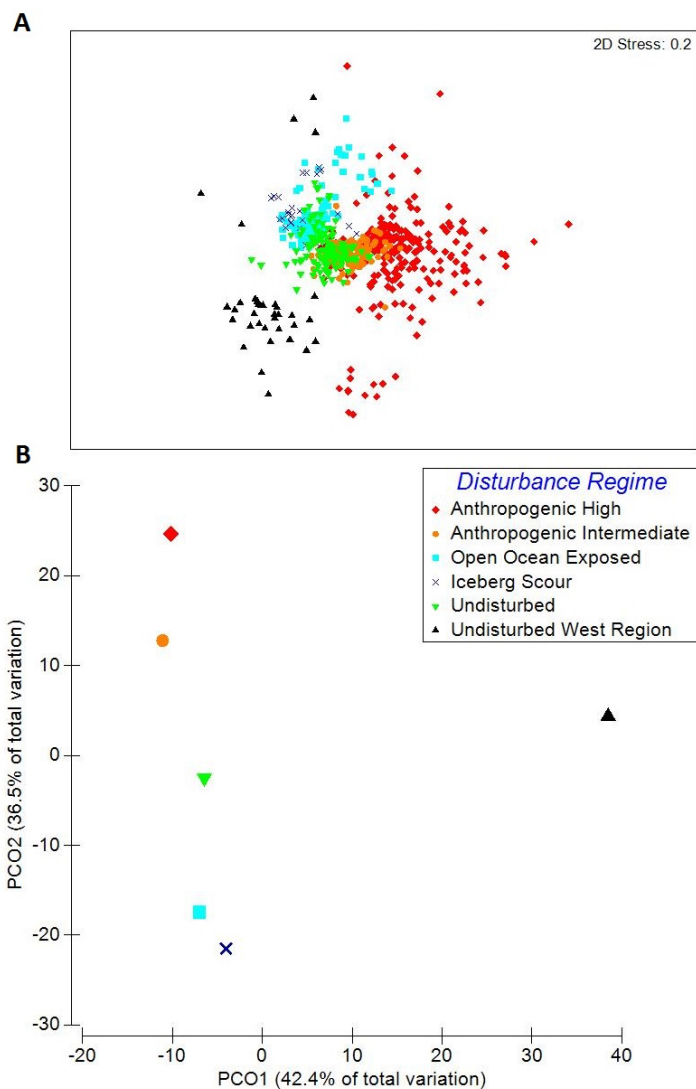 A
2D Stress: 0.2
B
Disturbance Regime
Anthropogenic High
Anthropogenic Intermediate
Open Ocean Exposed
Iceberg Scour
Undisturbed
Undisturbed West Region
30
20
10
0
-10
-20
-30
PCO2 (36.5% of total variation)
-20 -10 0 10 20 30 40
PCO1 (42.4% of total variation)